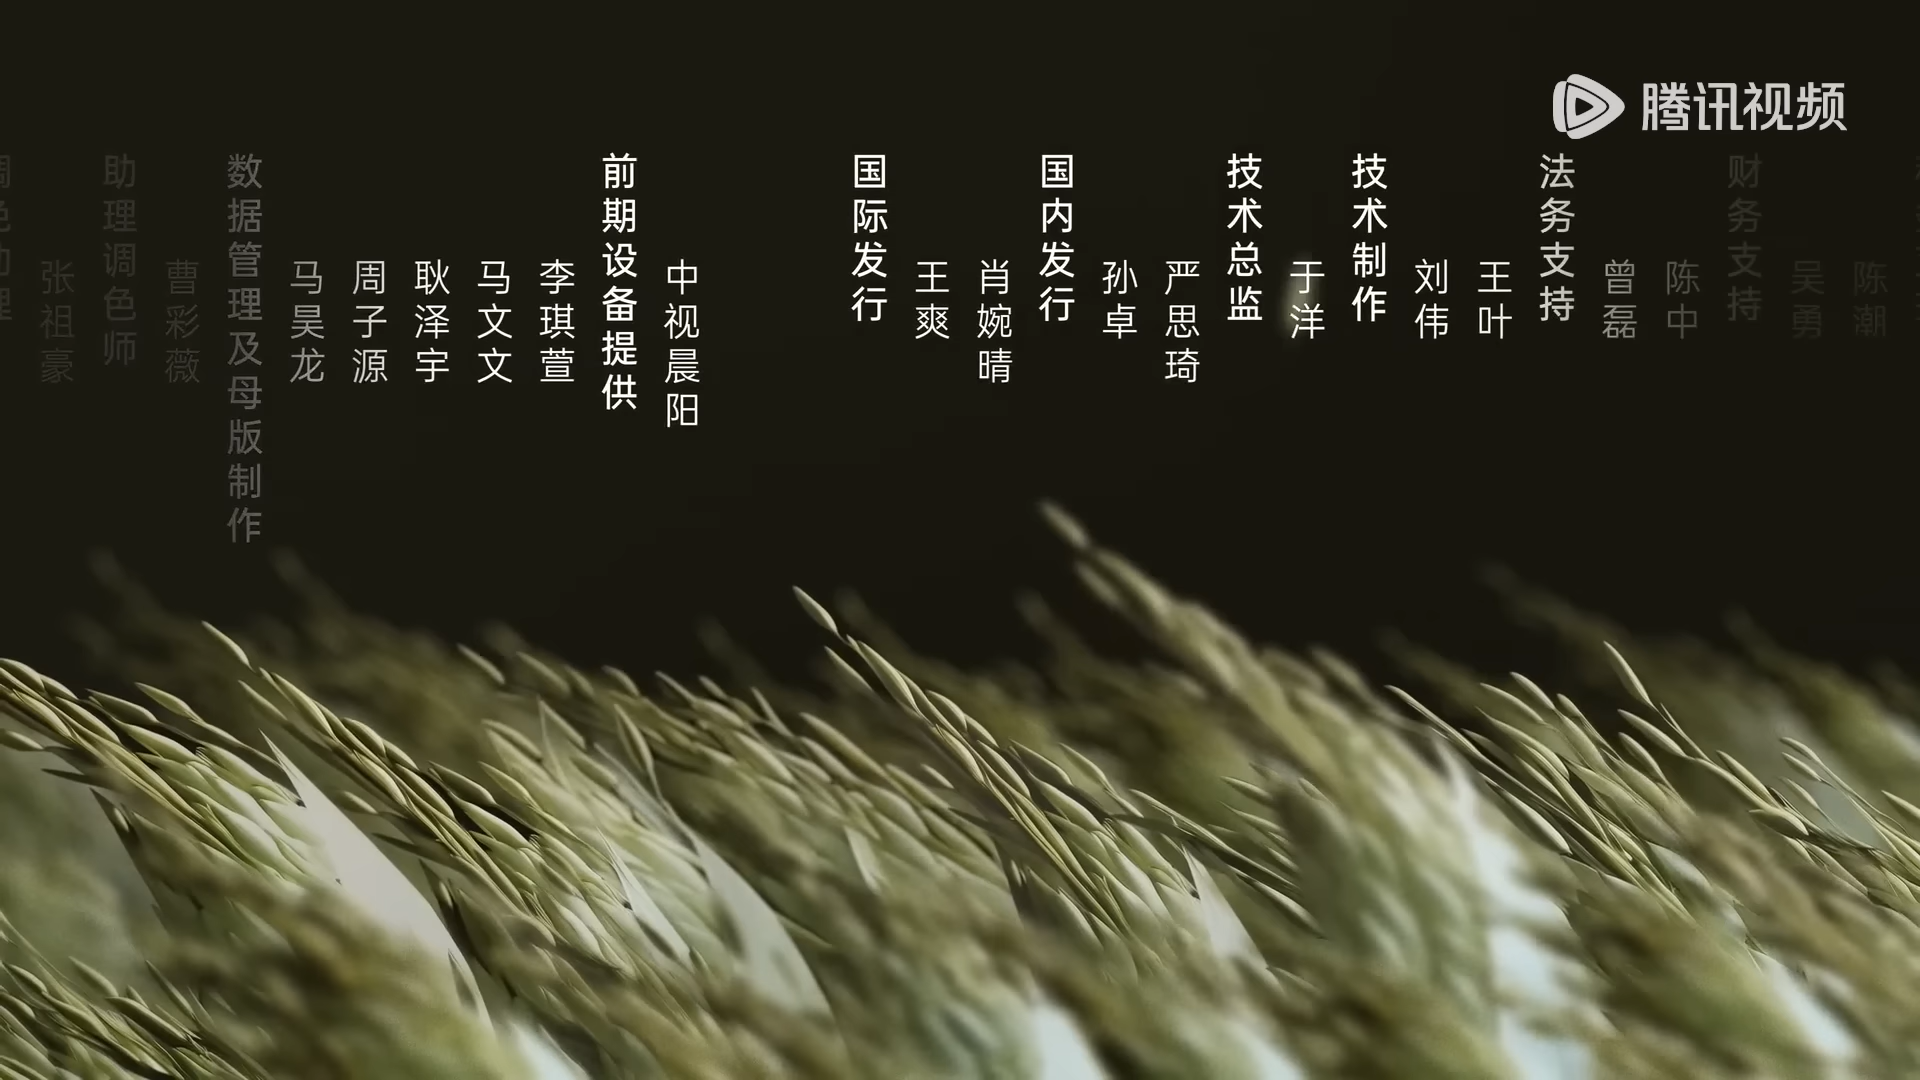 腾讯视频
张祖豪
助理调色师
曹彩薇
数据管理及母版制作
马昊龙
周子源
耿泽宇
马文文
李琪萱
前期设备提供
中视晨阳
国际发行
王爽
肖婉晴
国内发行
孙卓
严思琦
技术总监
于洋
技术制作
刘伟
王叶
法务支持
曾磊
陈中
财务支持
吴勇
陈潮